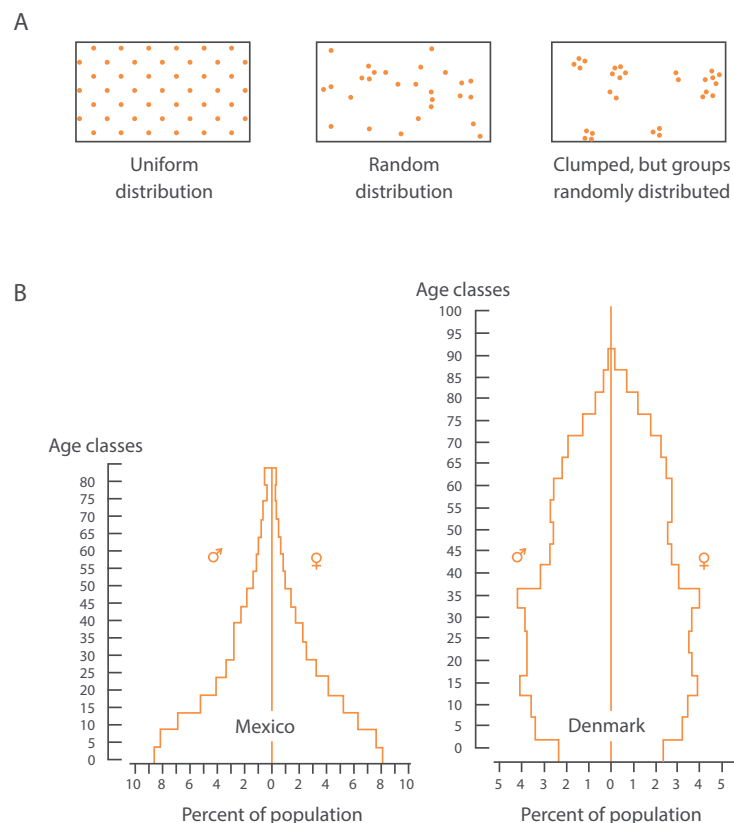 A
Uniform
distribution
Random
distribution
Clumped, but groups
randomly distributed
B
Age classes
80
75
70
65
60
55
50
45
40
35
30
25
20
15
10
5
0
♂
♀
Mexico
10 8 6 4 2 0 2 4 6 8 10
Percent of population
Age classes
100
95
90
85
80
75
70
65
60
55
50
45
40
35
30
25
20
15
10
5
0
♂
♀
Denmark
5 4 3 2 1 0 1 2 3 4 5
Percent of population